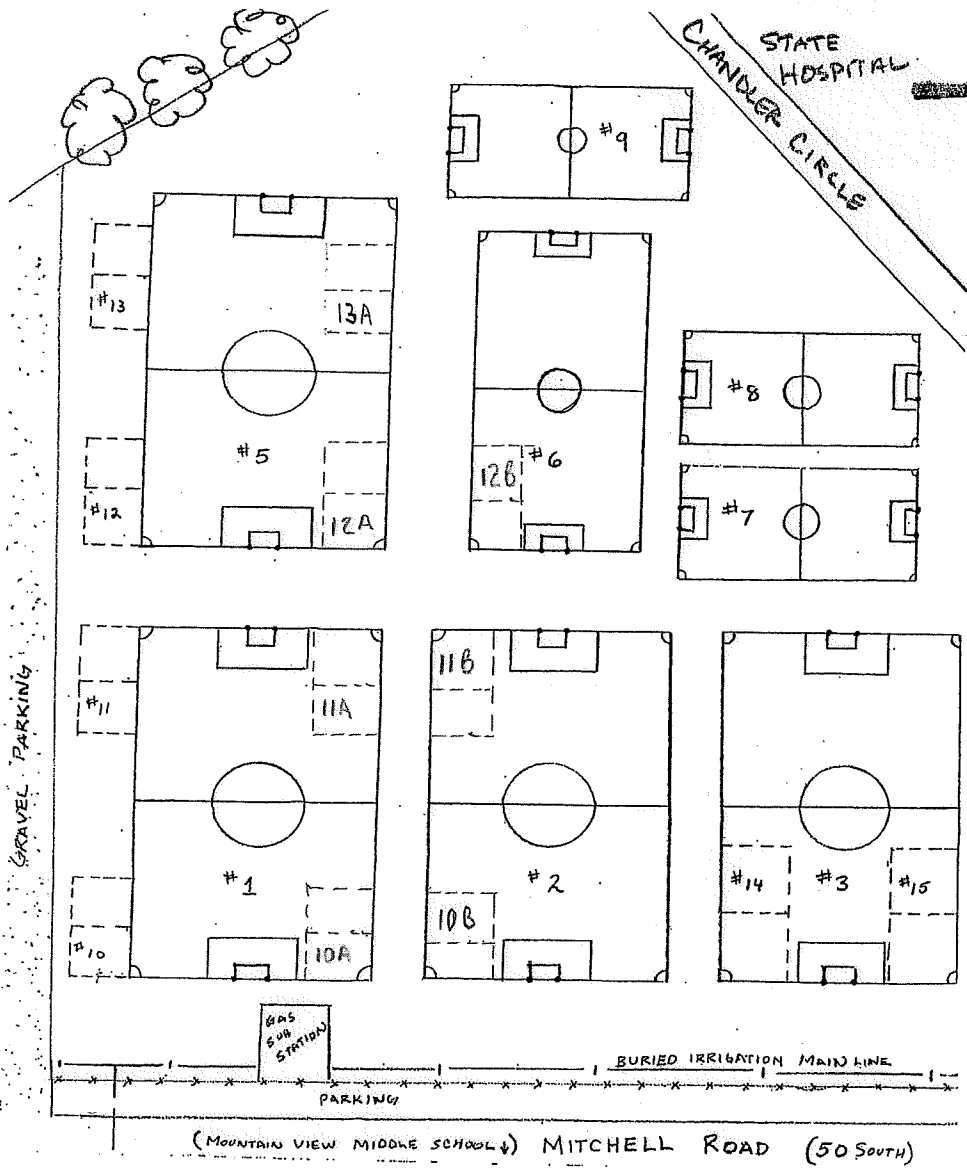 STATE
HOSPITAL
CHANDLER CIRCLE
#9
#13
13A
#8
#5
#6
12B
#12
12A
#7
11B
#11
11A
GRAVEL PARKING
#1
#2
#14
#3
#15
10B
#10
10A
GAS
SUB
STATION
BURIED IRRIGATION MAIN LINE
PARKING
(MOUNTAIN VIEW MIDDLE SCHOOL↓) MITCHELL ROAD (50 SOUTH)